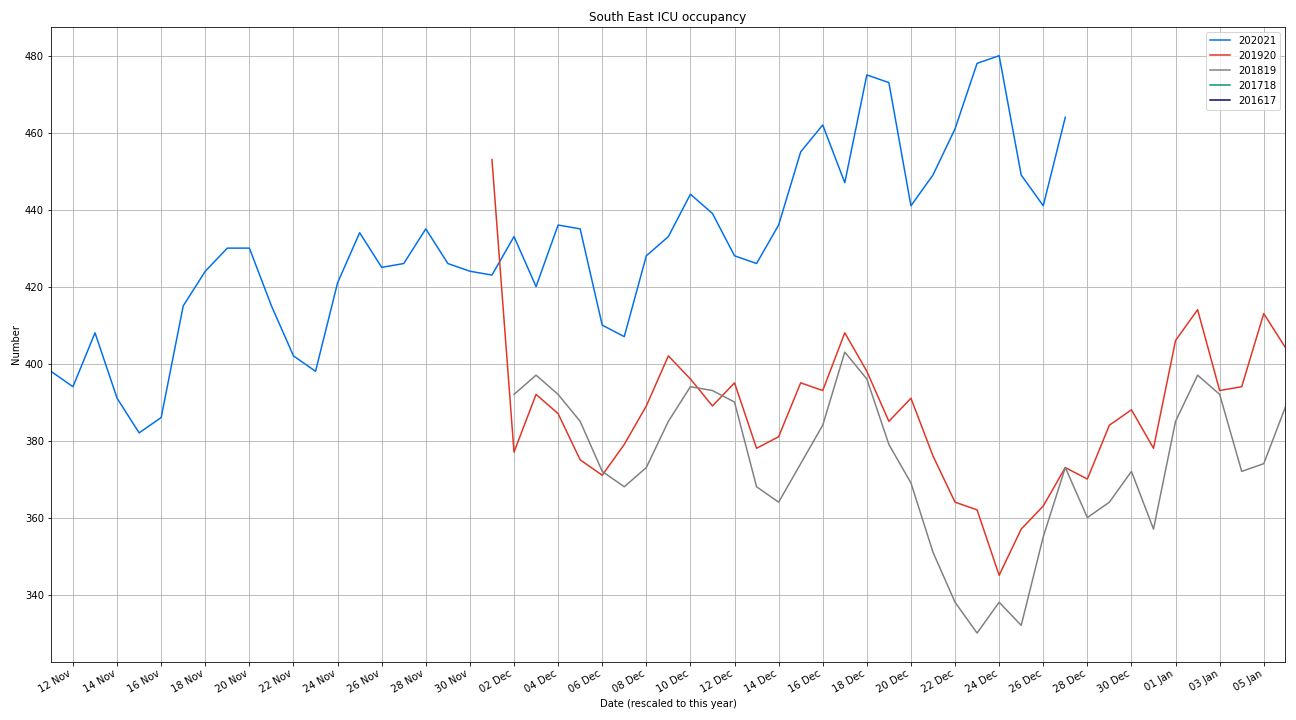 South East ICU occupancy
202021
201920
201819
201718
201617
480
460
440
420
400
380
360
340
Number
12 Nov
14 Nov
16 Nov
18 Nov
20 Nov
22 Nov
24 Nov
26 Nov
28 Nov
30 Nov
02 Dec
04 Dec
06 Dec
08 Dec
10 Dec
12 Dec
14 Dec
16 Dec
18 Dec
20 Dec
22 Dec
24 Dec
26 Dec
28 Dec
30 Dec
01 Jan
03 Jan
05 Jan
Date (rescaled to this year)